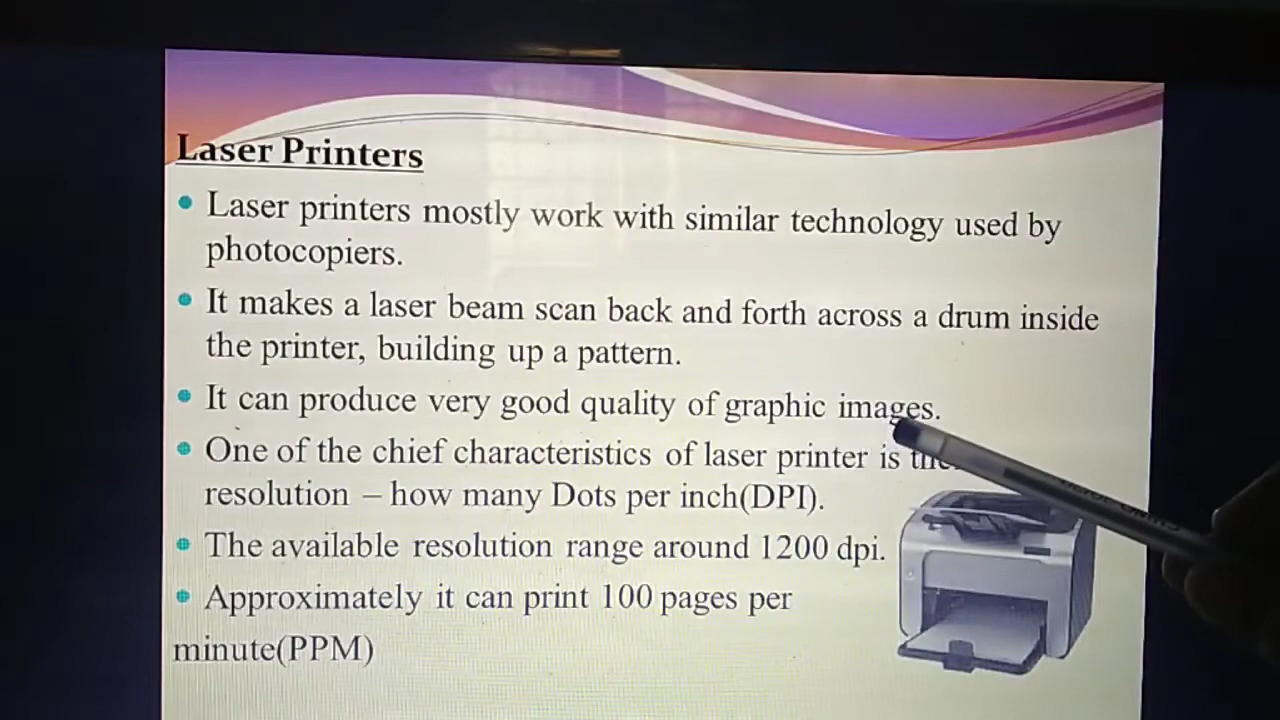 Laser Printers
Laser printers mostly work with similar technology used by
photocopiers.
It makes a laser beam scan back and forth across a drum inside
the printer, building up a pattern.
It can produce very good quality of graphic images.
One of the chief characteristics of laser printer is
resolution – how many Dots per inch(DPI).
The available resolution range around 1200 dpi.
Approximately it can print 100 pages per
minute(PPM)